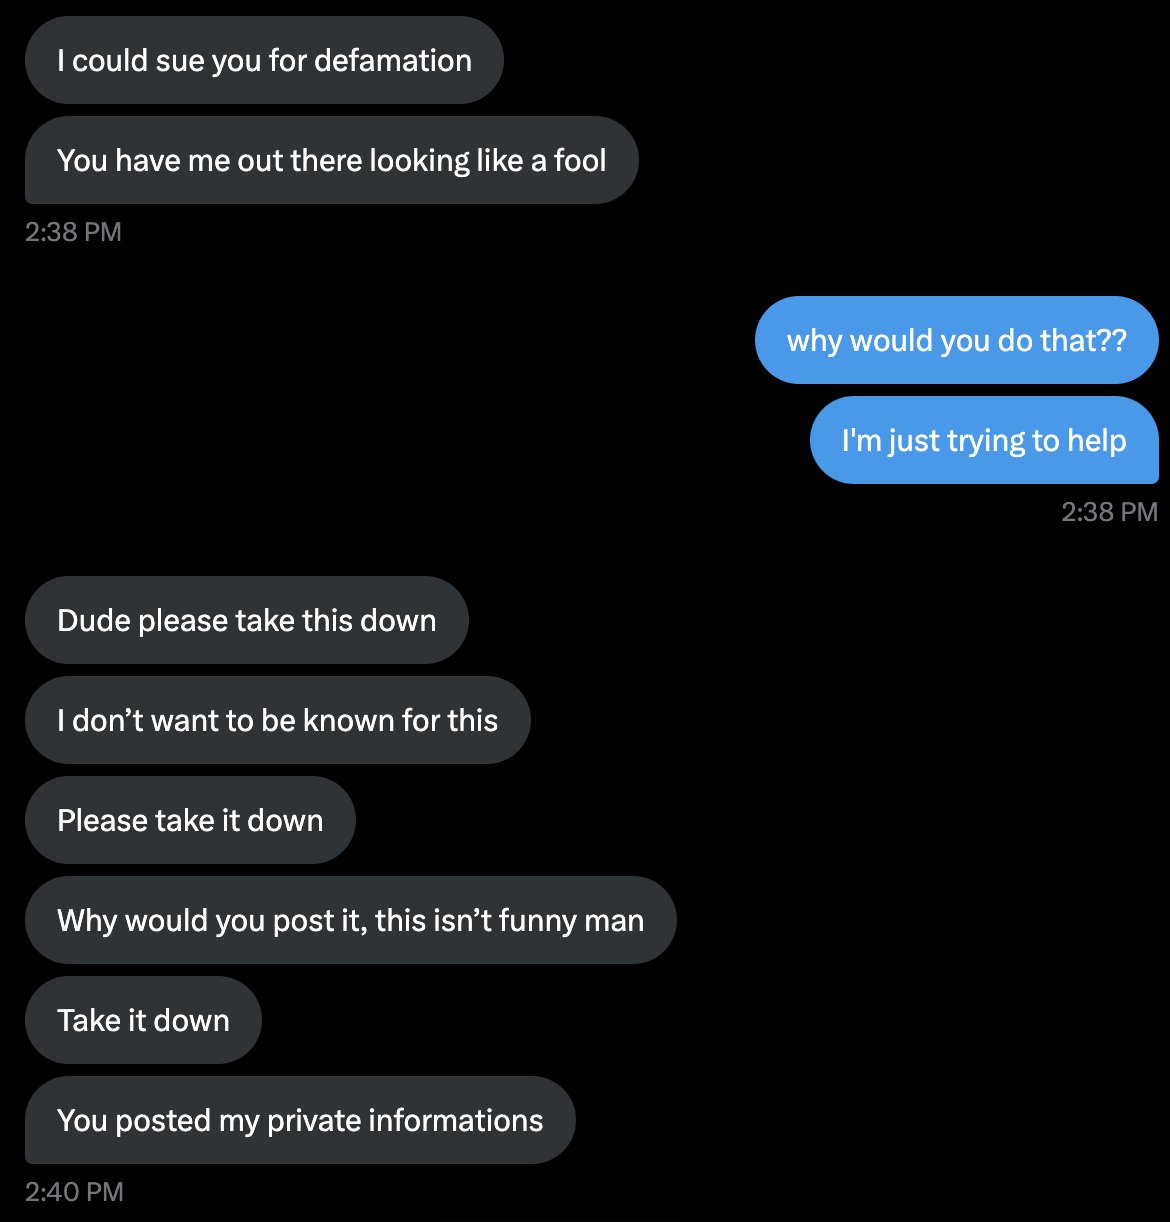 I could sue you for defamation
You have me out there looking like a fool
2:38 PM
why would you do that??
I'm just trying to help
2:38 PM
Dude please take this down
I don’t want to be known for this
Please take it down
Why would you post it, this isn’t funny man
Take it down
You posted my private informations
2:40 PM